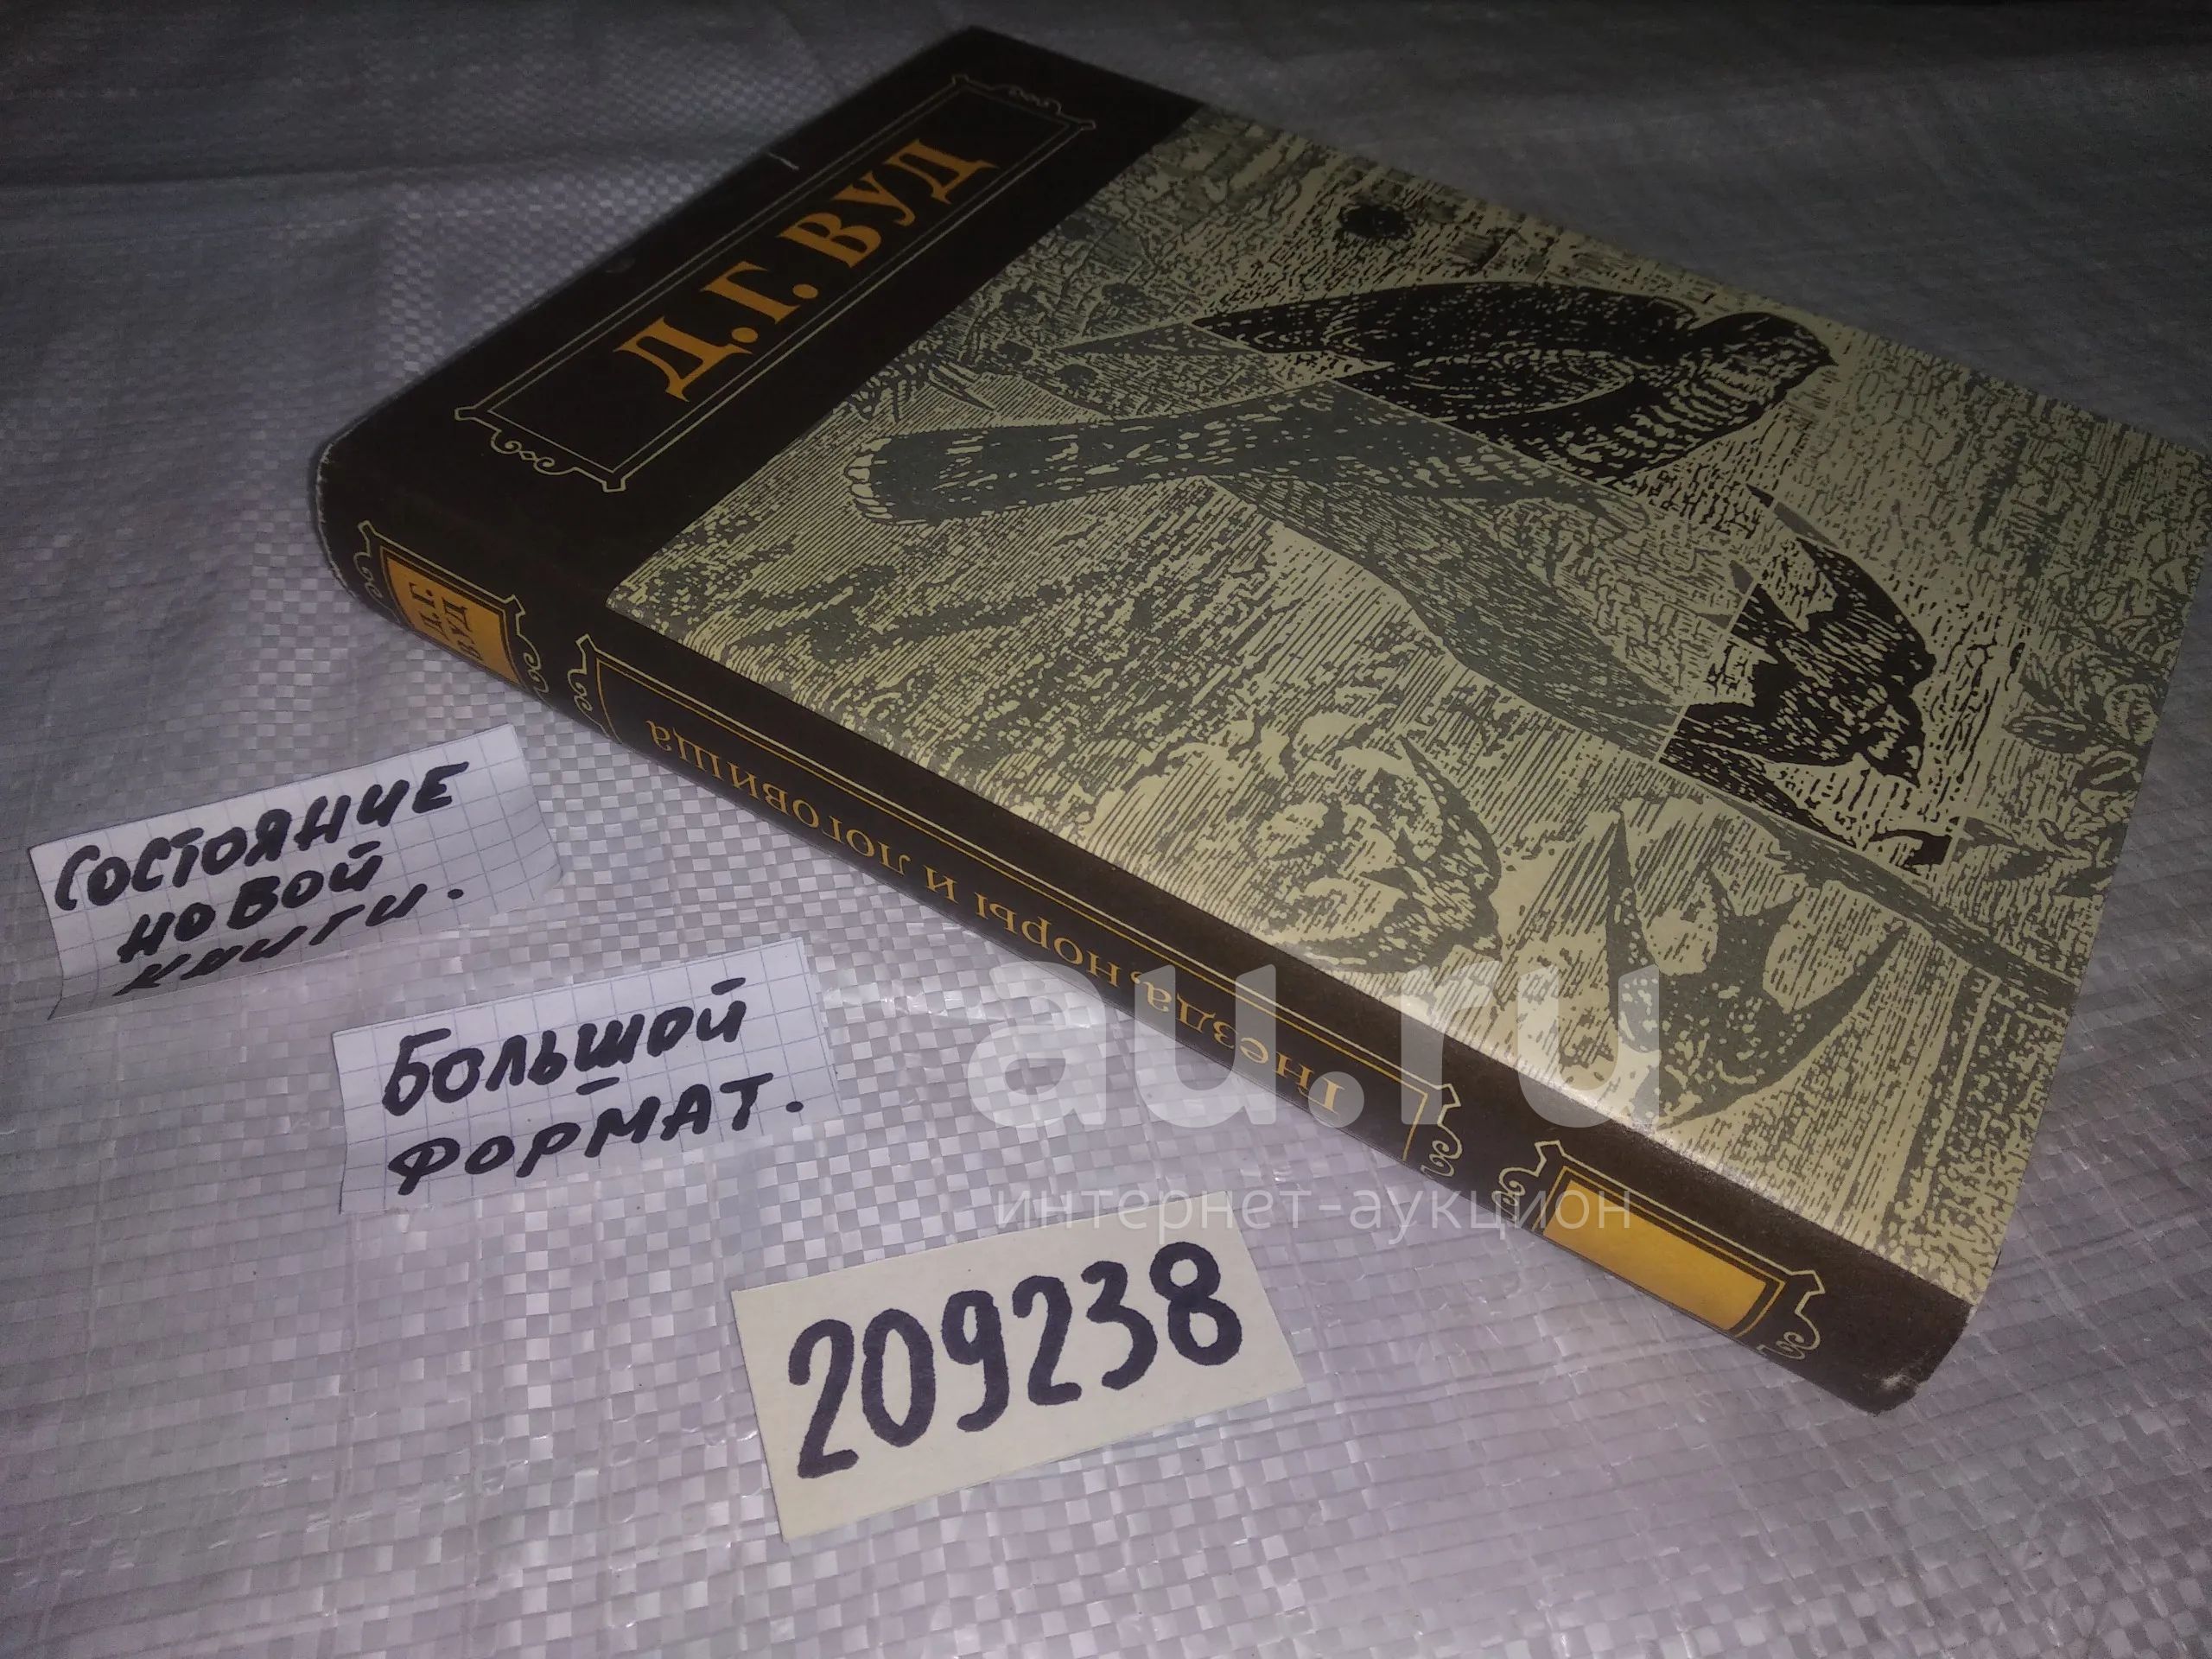 Д.Г. ВУД
Д.Г.
ВУД
Гнезда, норы и логовища
СОСТОЯНИЕ
НОВОЙ
КНИГИ.
БОЛЬШОЙ
ФОРМАТ.
au.ru
интернет-аукцион
209238